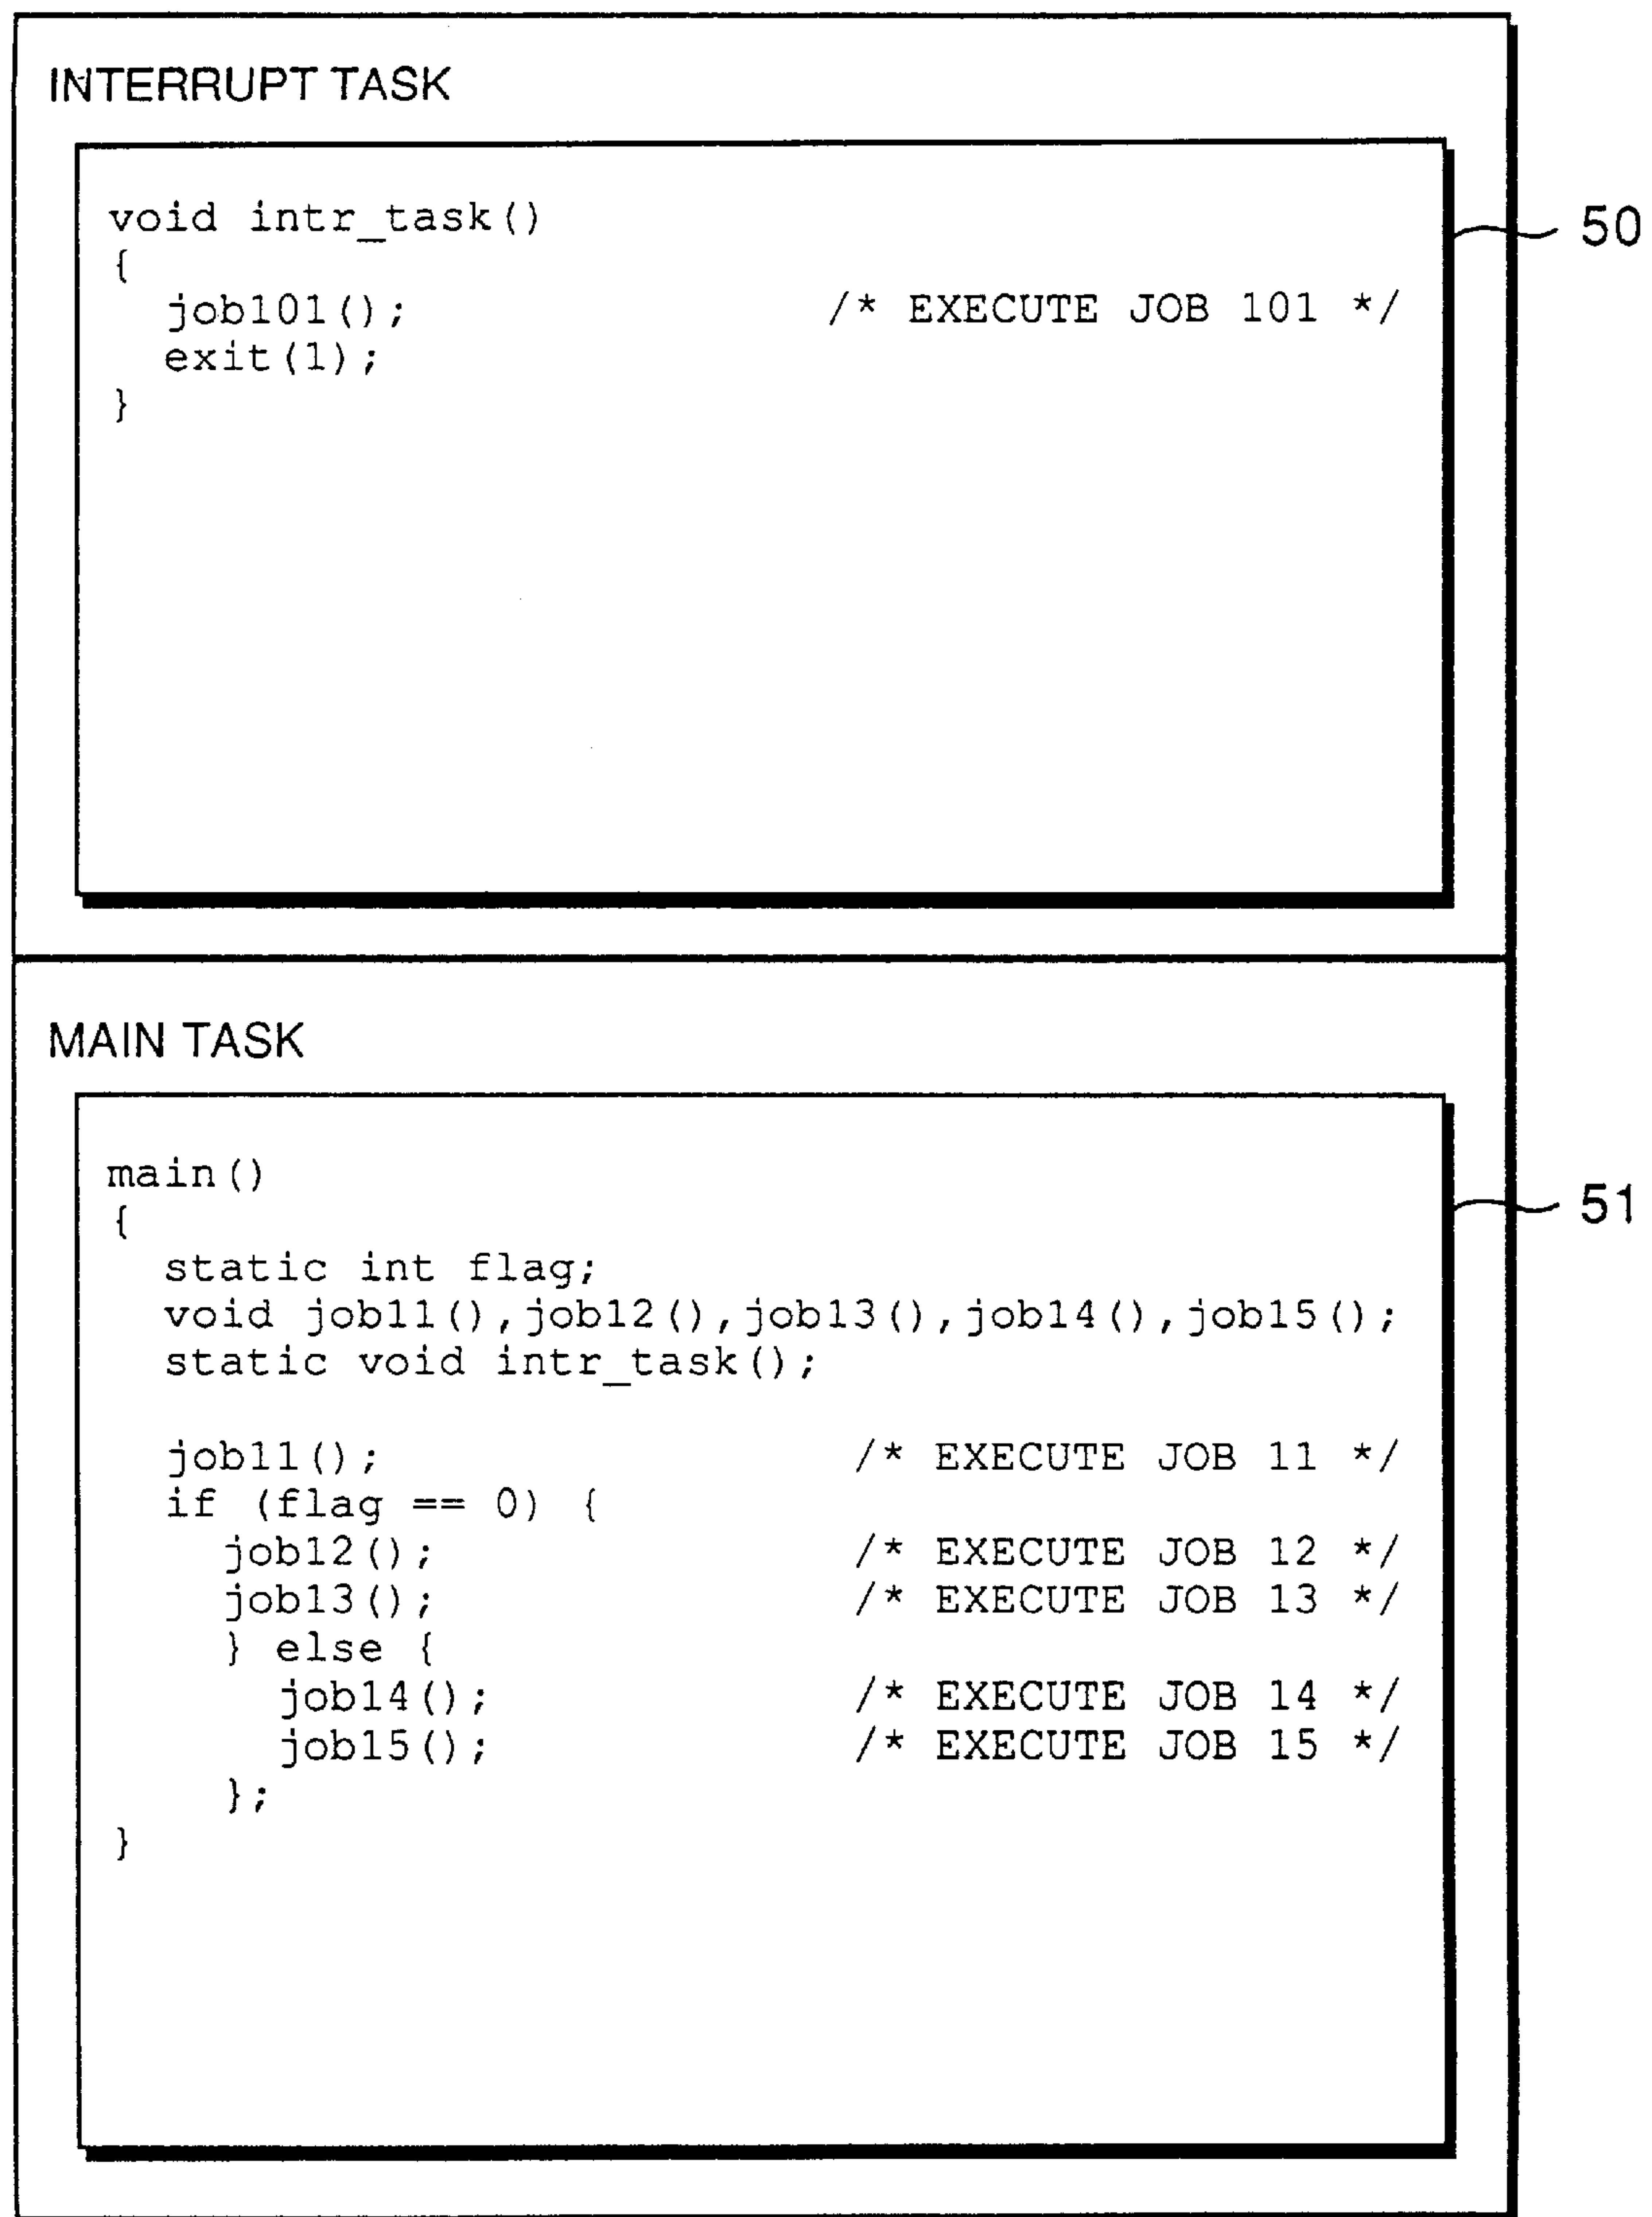 INTERRUPT TASK
void intr_task()
50
{
job101(); /* EXECUTE JOB 101 */
exit(1);
}
MAIN TASK
main()
51
{
static int flag;
void job11(),job12(),job13(),job14(),job15();
static void intr_task();
job11(); /* EXECUTE JOB 11 */
if (flag == 0) {
job12(); /* EXECUTE JOB 12 */
job13(); /* EXECUTE JOB 13 */
} else {
job14(); /* EXECUTE JOB 14 */
job15(); /* EXECUTE JOB 15 */
};
}